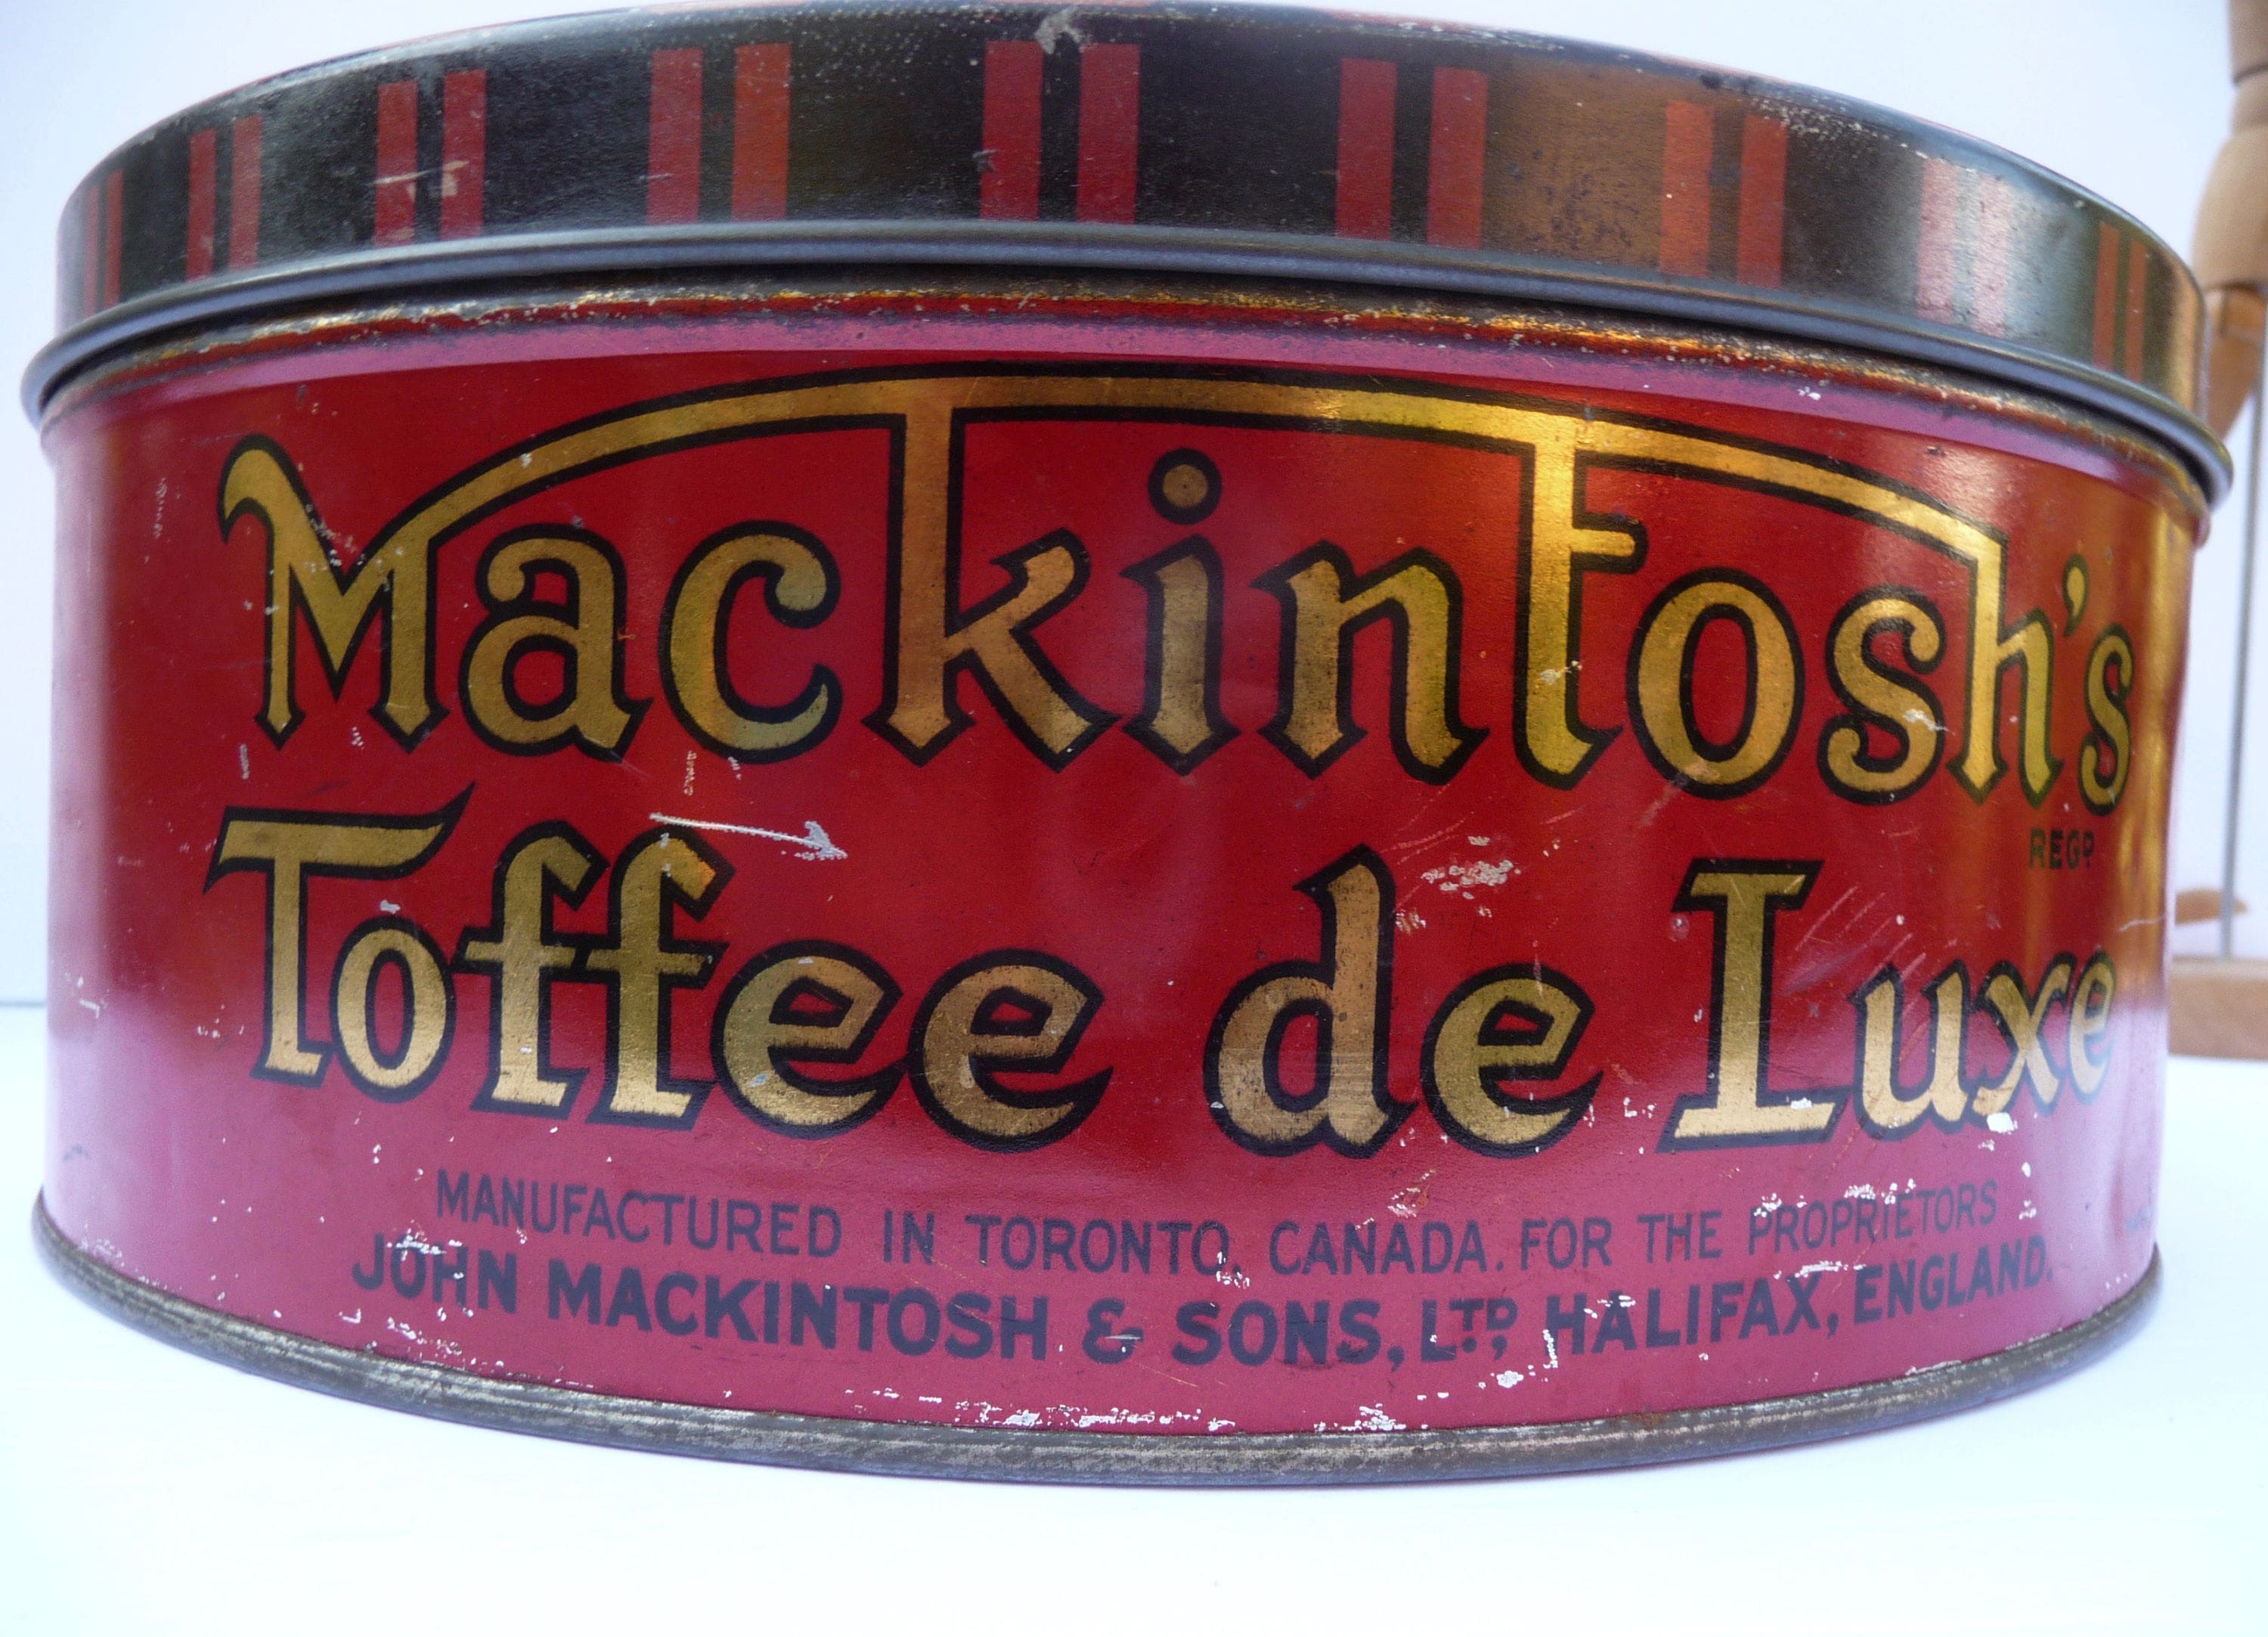 Mackintosh's
REGD
Toffee de Luxe
MANUFACTURED IN TORONTO, CANADA. FOR THE PROPRIETORS
JOHN MACKINTOSH & SONS, LTD, HALIFAX, ENGLAND.